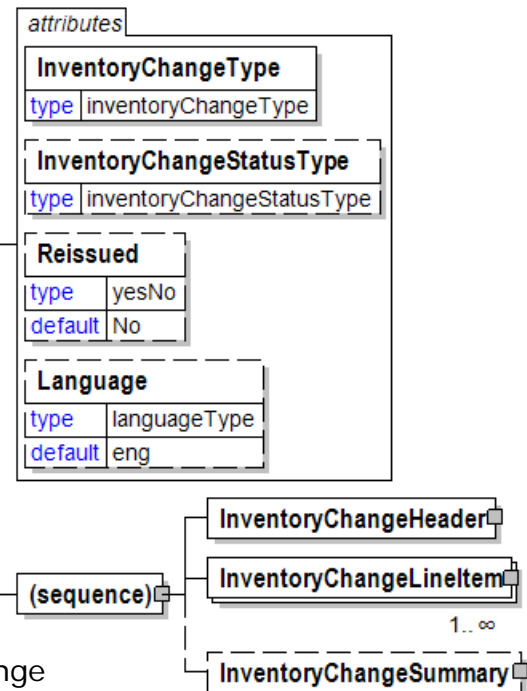 attributes
InventoryChangeType
type inventoryChangeType
InventoryChangeStatusType
type inventoryChangeStatusType
Reissued
type yesNo
default No
Language
type languageType
default eng
InventoryChangeHeader
(sequence)
InventoryChangeLineItem
1..∞
nge
InventoryChangeSummary